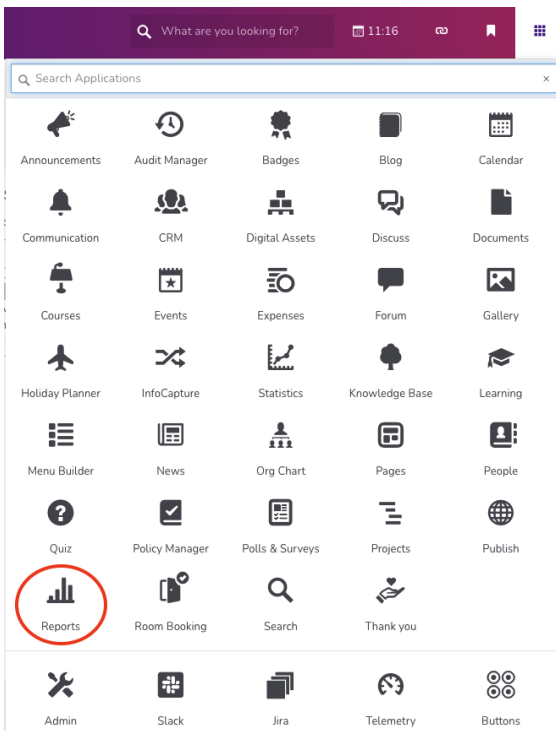 What are you looking for? 11:16
Search Applications ×
Announcements Audit Manager Badges Blog Calendar
Communication CRM Digital Assets Discuss Documents
Courses Events Expenses Forum Gallery
Holiday Planner InfoCapture Statistics Knowledge Base Learning
Menu Builder News Org Chart Pages People
Quiz Policy Manager Polls & Surveys Projects Publish
Reports Room Booking Search Thank you
Admin Slack Jira Telemetry Buttons